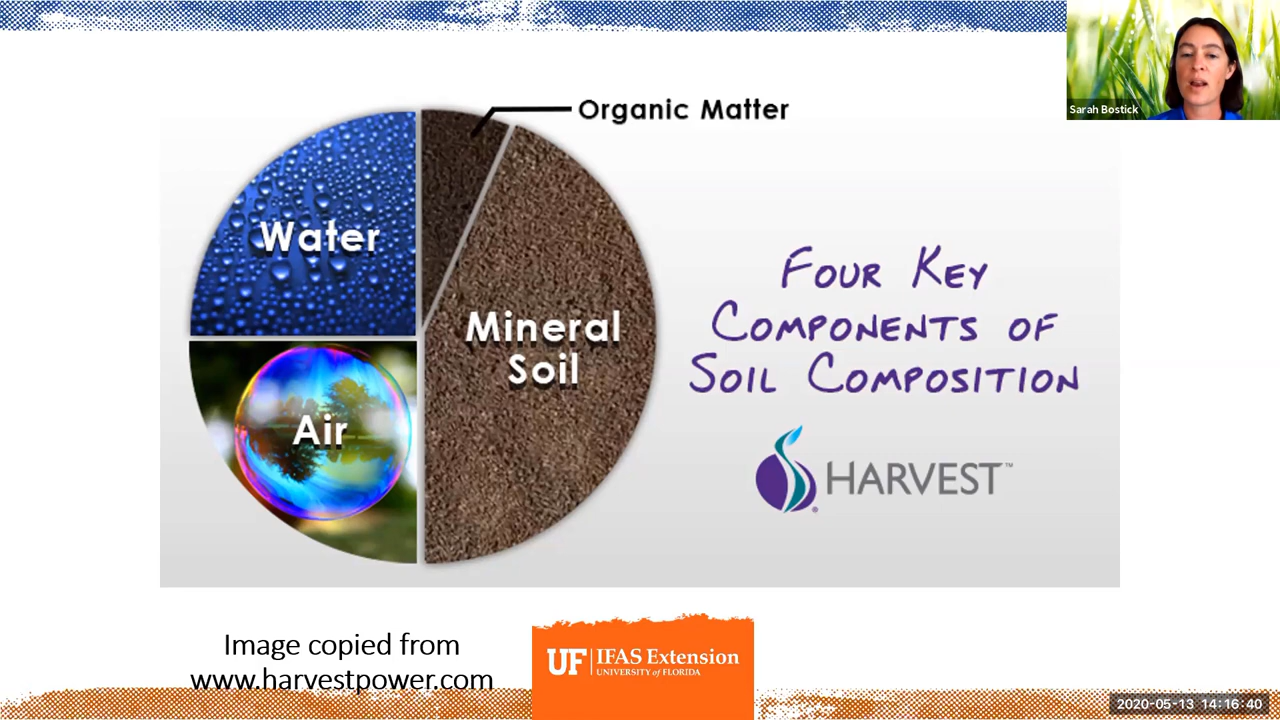 Sarah Bostick
Organic Matter
Water
Mineral
Soil
Air
Four Key
Components of
Soil Composition
HARVEST™
®
Image copied from
www.harvestpower.com
UF IFAS Extension
UNIVERSITY of FLORIDA
2020-05-13 14:16:40